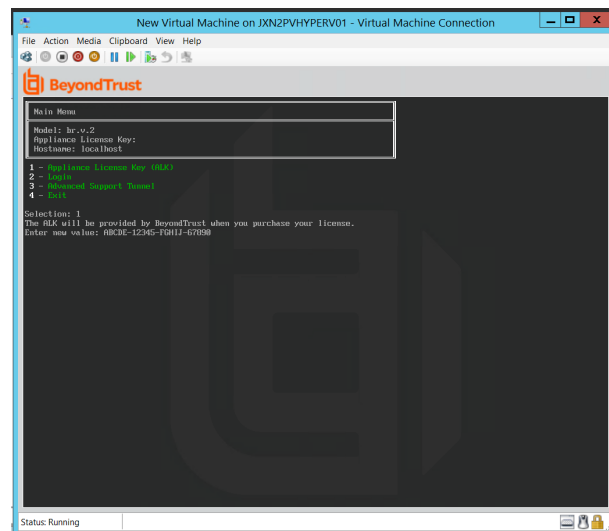 New Virtual Machine on JXN2PVHYPERV01 - Virtual Machine Connection
File Action Media Clipboard View Help
BeyondTrust
Main Menu
Model: br.v.2
Appliance License Key:
Hostname: localhost
1 - Appliance License Key (ALK)
2 - Login
3 - Advanced Support Tunnel
4 - Exit
Selection: 1
The ALK will be provided by BeyondTrust when you purchase your license.
Enter new value: ABCDE-12345-FGHIJ-67890
Status: Running